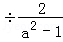 ÷ 2/(a² − 1)